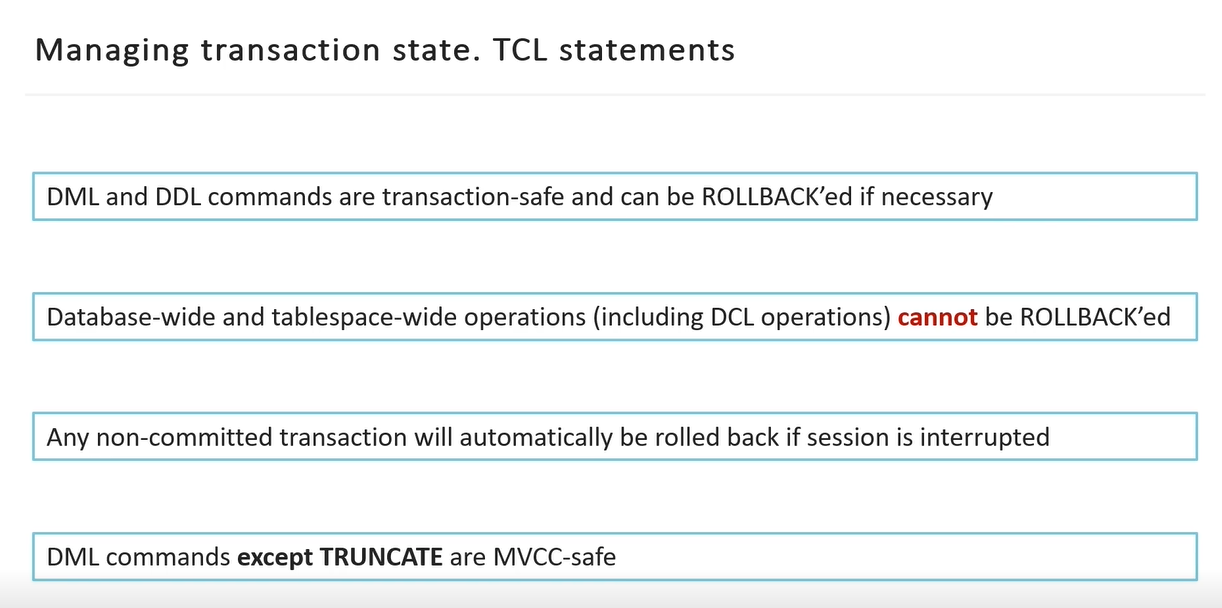 Managing transaction state. TCL statements
DML and DDL commands are transaction-safe and can be ROLLBACK’ed if necessary
Database-wide and tablespace-wide operations (including DCL operations) cannot be ROLLBACK’ed
Any non-committed transaction will automatically be rolled back if session is interrupted
DML commands except TRUNCATE are MVCC-safe